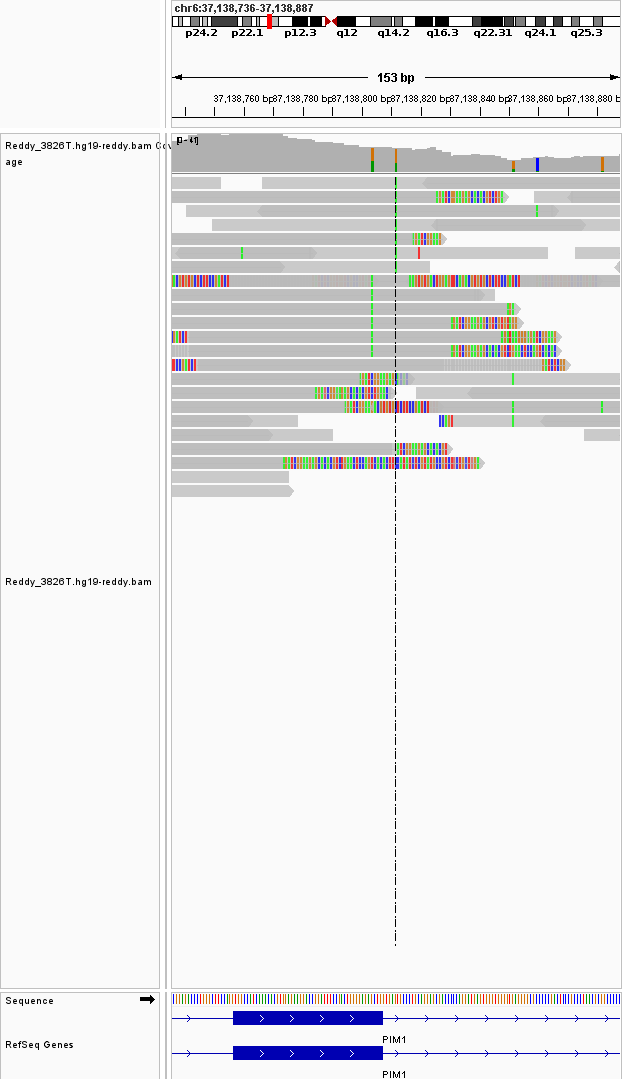 chr6:37,138,736-37,138,887
p24.2 p22.1 p12.3 q12 q14.2 q16.3 q22.31 q24.1 q25.3
153 bp
37,138,760 bp 37,138,780 bp 37,138,800 bp 37,138,820 bp 37,138,840 bp 37,138,860 bp 37,138,880 b
Reddy_3826T.hg19-reddy.bam Cov
age
[0 - 41]
Reddy_3826T.hg19-reddy.bam
Sequence
PIM1
RefSeq Genes
PIM1